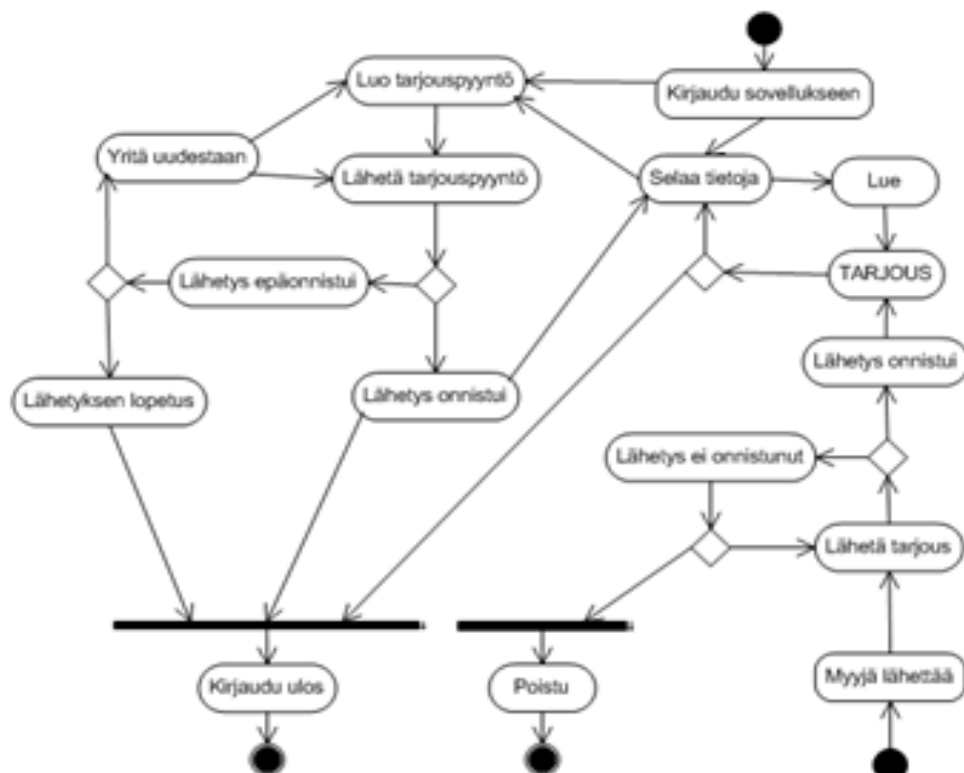 Luo tarjouspyyntö
Kirjaudu sovellukseen
Yritä uudestaan
Lähetä tarjouspyyntö
Selaa tietoja
Lue
Lähetys epäonnistui
TARJOUS
Lähetys onnistui
Lähetyksen lopetus
Lähetys onnistui
Lähetys ei onnistunut
Lähetä tarjous
Kirjaudu ulos
Poistu
Myyjä lähettää